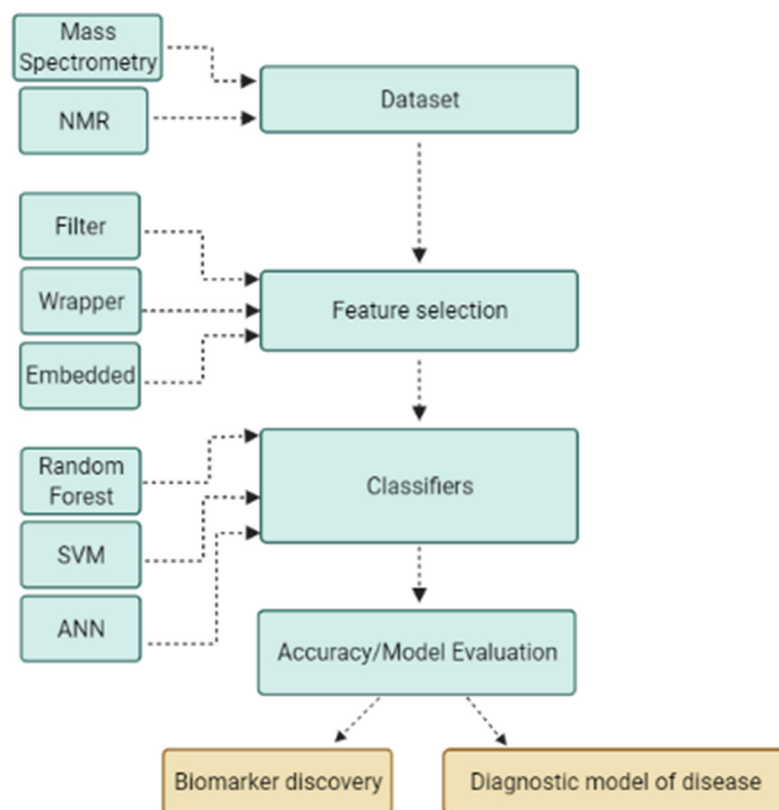 Mass
Spectrometry
Dataset
NMR
Filter
Wrapper
Feature selection
Embedded
Random
Forest
Classifiers
SVM
ANN
Accuracy/Model Evaluation
Biomarker discovery
Diagnostic model of disease